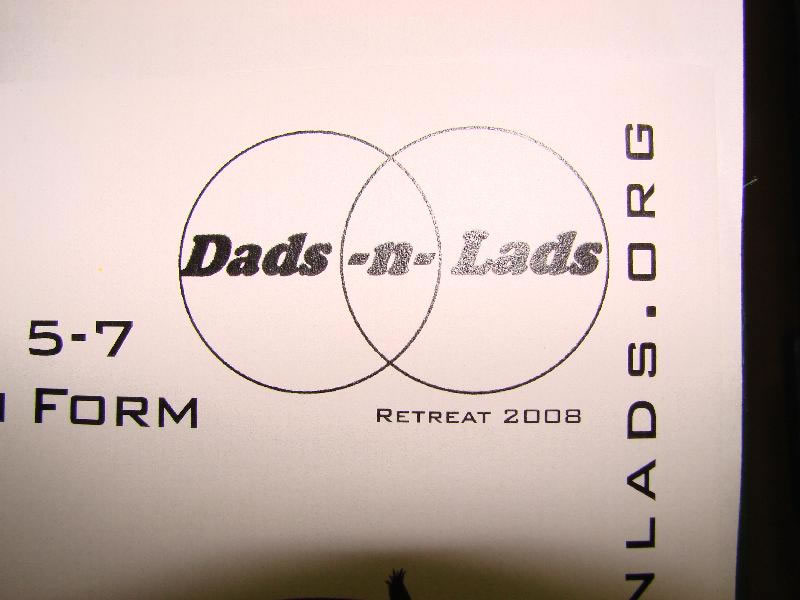 Dads -n- Lads
5-7
Form
Retreat 2008
NLADS.ORG